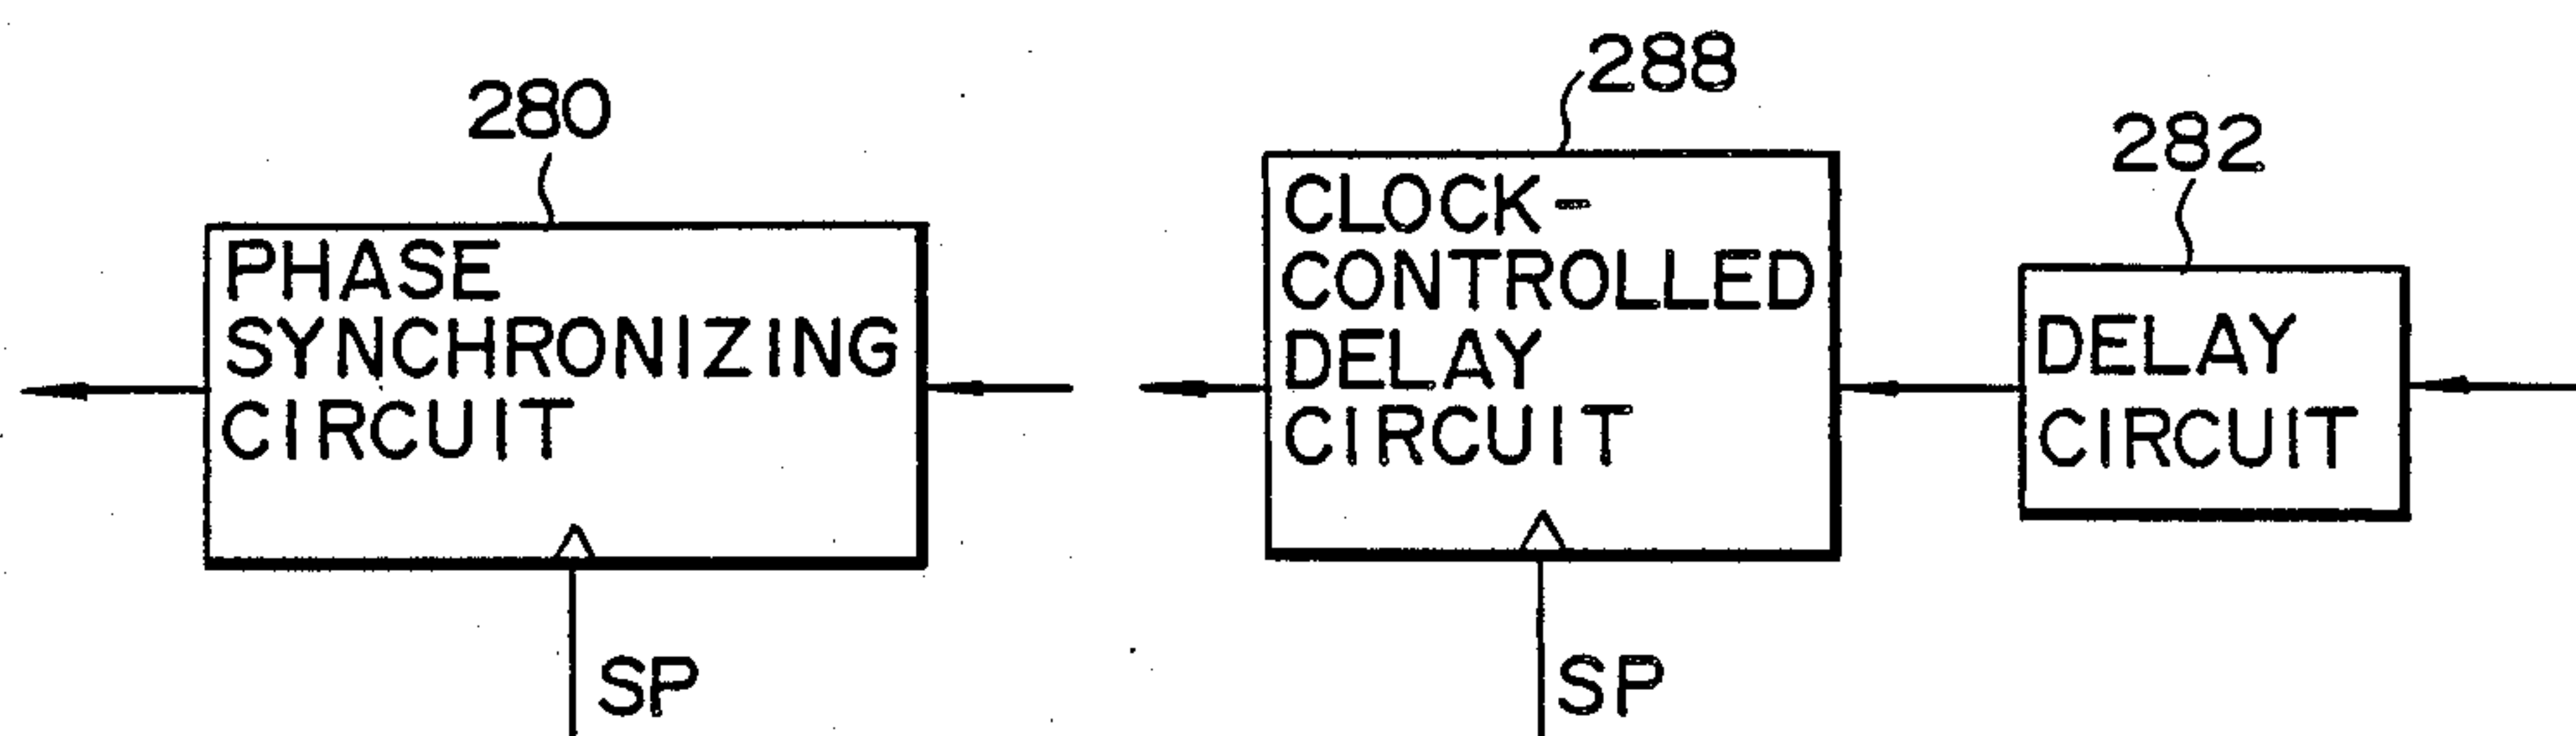 280
PHASE
SYNCHRONIZING
CIRCUIT
SP
288
CLOCK-
CONTROLLED
DELAY
CIRCUIT
SP
282
DELAY
CIRCUIT